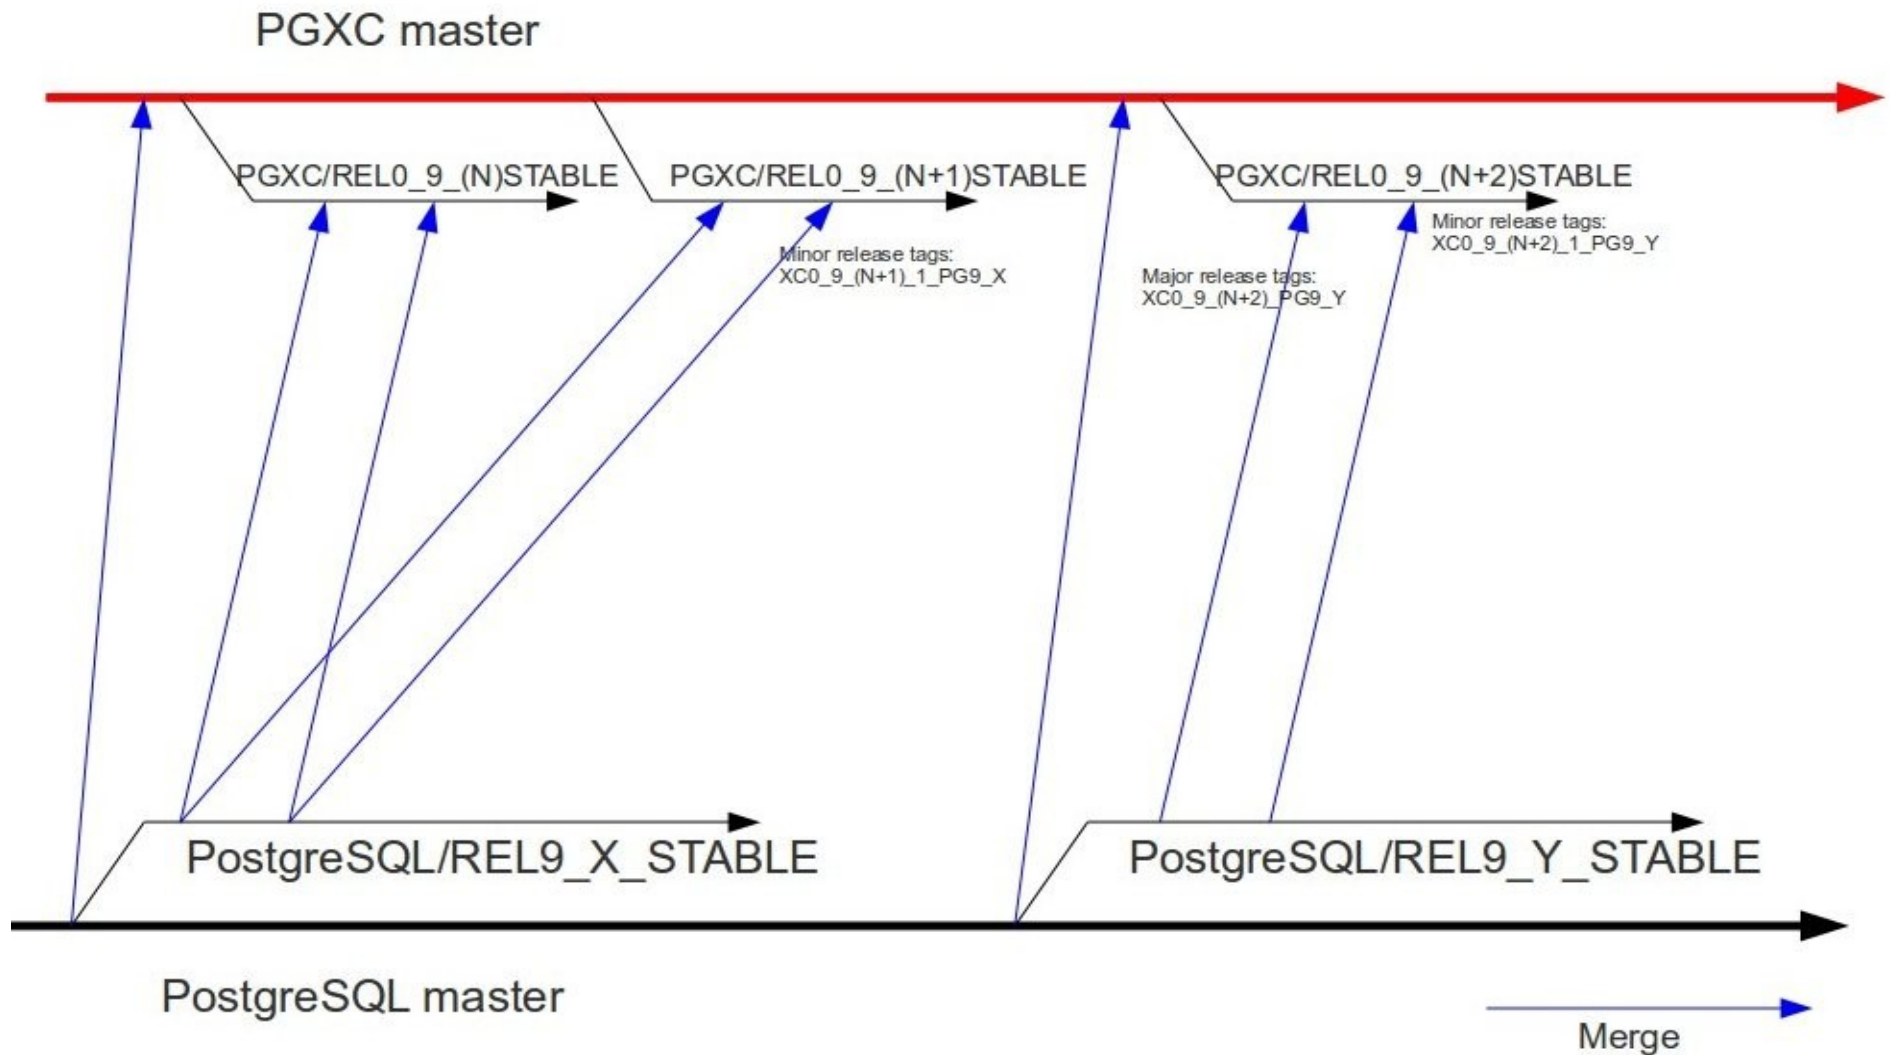 PGXC master
PGXC/REL0_9_(N)STABLE
PGXC/REL0_9_(N+1)STABLE
PGXC/REL0_9_(N+2)STABLE
Minor release tags:
XC0_9_(N+2)_1_PG9_Y
Minor release tags:
XC0_9_(N+1)_1_PG9_X
Major release tags:
XC0_9_(N+2)_PG9_Y
PostgreSQL/REL9_X_STABLE
PostgreSQL/REL9_Y_STABLE
PostgreSQL master
Merge